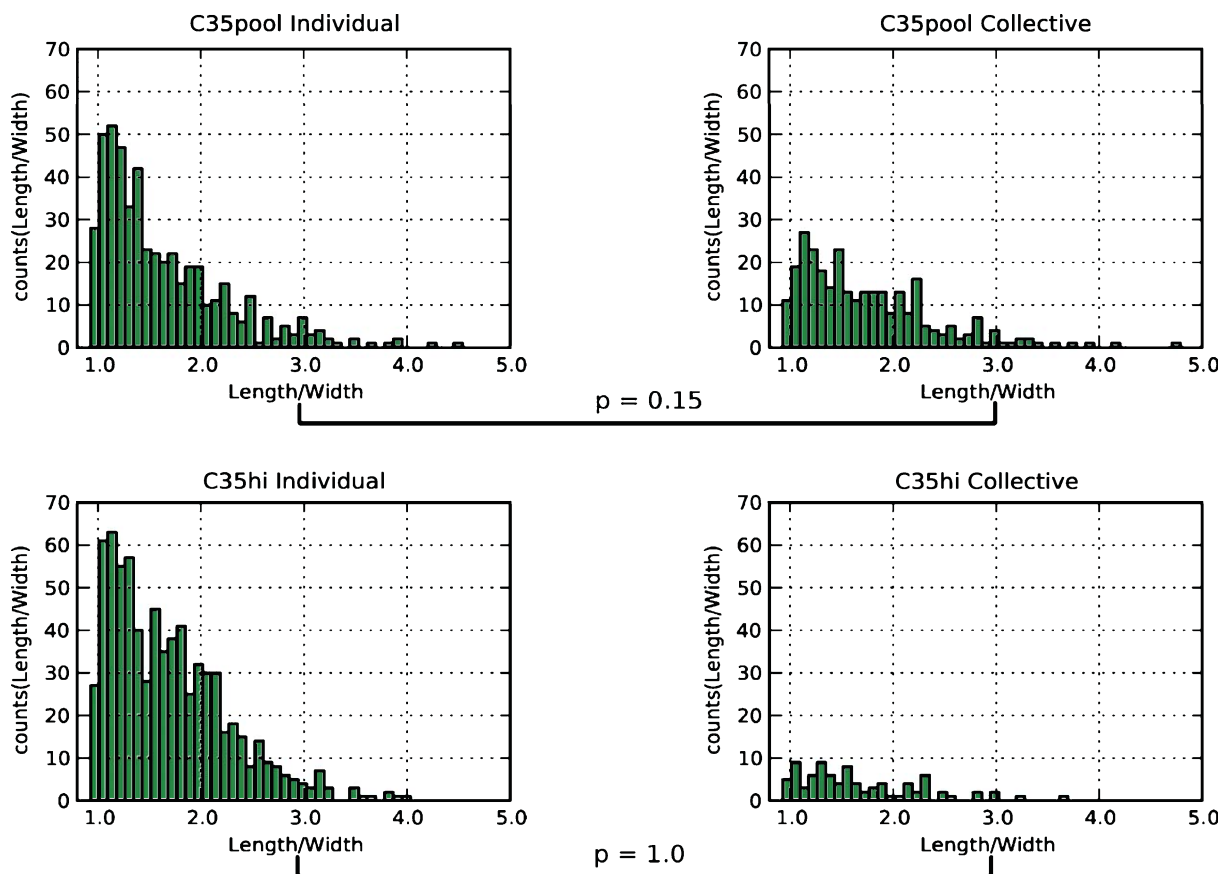 C35pool Individual
C35pool Collective
counts(Length/Width)
70
60
50
40
30
20
10
0
1.0 2.0 3.0 4.0 5.0
Length/Width
counts(Length/Width)
70
60
50
40
30
20
10
0
1.0 2.0 3.0 4.0 5.0
Length/Width
p = 0.15
C35hi Individual
C35hi Collective
counts(Length/Width)
70
60
50
40
30
20
10
0
1.0 2.0 3.0 4.0 5.0
Length/Width
counts(Length/Width)
70
60
50
40
30
20
10
0
1.0 2.0 3.0 4.0 5.0
Length/Width
p = 1.0